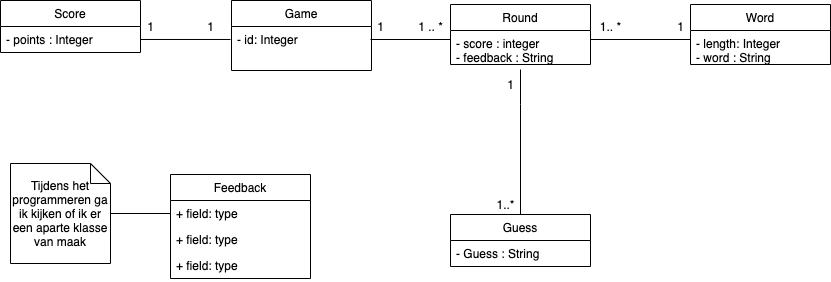 Score
- points : Integer
1
1
Game
- id: Integer
1
1 .. *
Round
- score : integer
- feedback : String
1.. *
1
Word
- length: Integer
- word : String
1
1..*
Guess
- Guess : String
Tijdens het
programmeren ga
ik kijken of ik er
een aparte klasse
van maak
Feedback
+ field: type
+ field: type
+ field: type